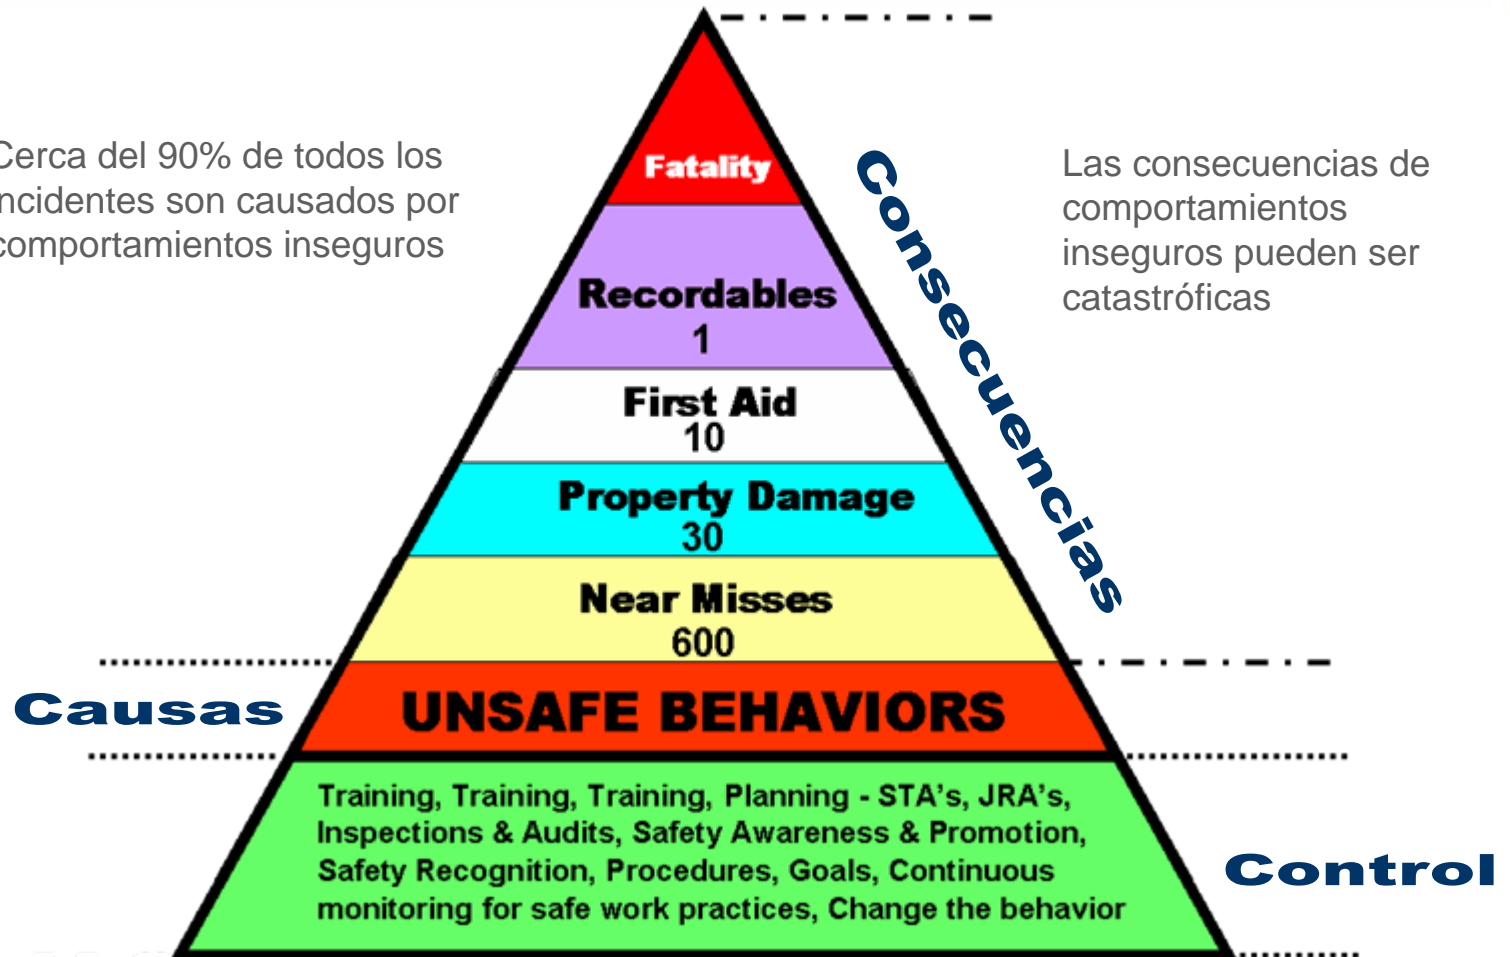 Cerca del 90% de todos los
incidentes son causados por
comportamientos inseguros
Las consecuencias de
comportamientos
inseguros pueden ser
catastróficas
Consecuencias
Fatality
Recordables
1
First Aid
10
Property Damage
30
Near Misses
600
Causas
UNSAFE BEHAVIORS
Training, Training, Training, Planning - STA's, JRA's,
Inspections & Audits, Safety Awareness & Promotion,
Safety Recognition, Procedures, Goals, Continuous
monitoring for safe work practices, Change the behavior
Control